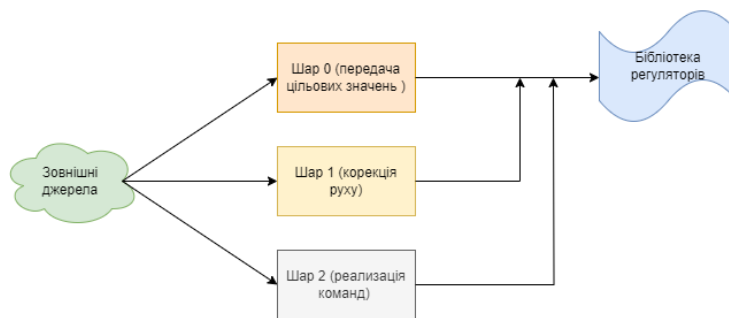 Шар 0 (передача
цільових значень )
Бібліотека
регуляторів
Зовнішні
джерела
Шар 1 (корекція
руху)
Шар 2 (реализація
команд)